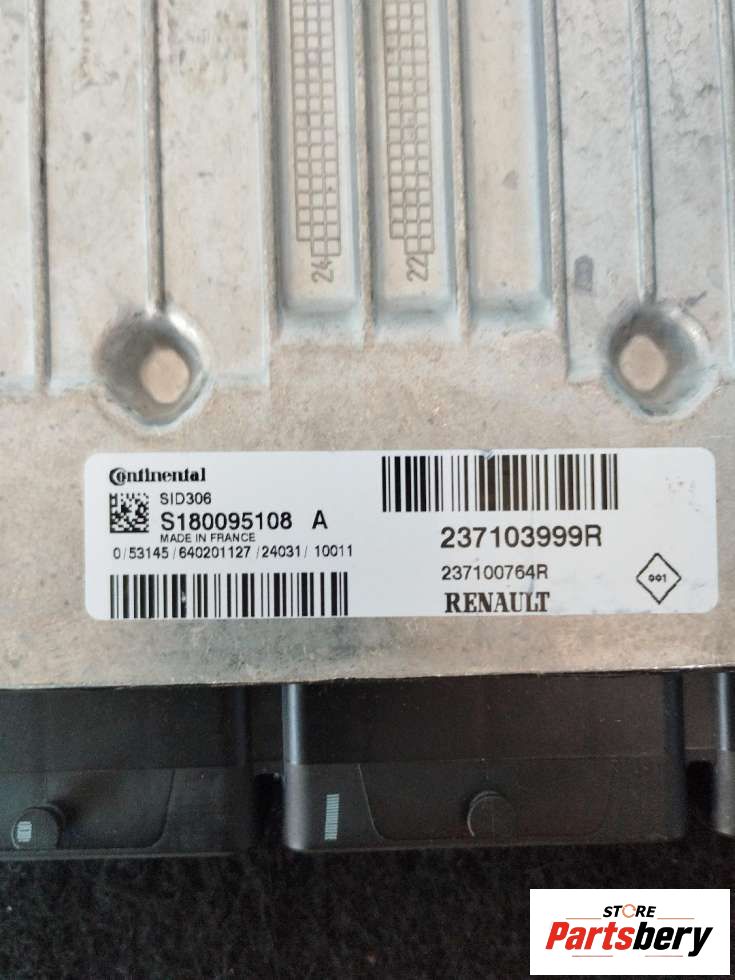 24
22
Continental
SID306
S180095108 A
MADE IN FRANCE
0/53145/640201127/24031/10011
237103999R
237100764R
RENAULT
001
STORE
Partsbery